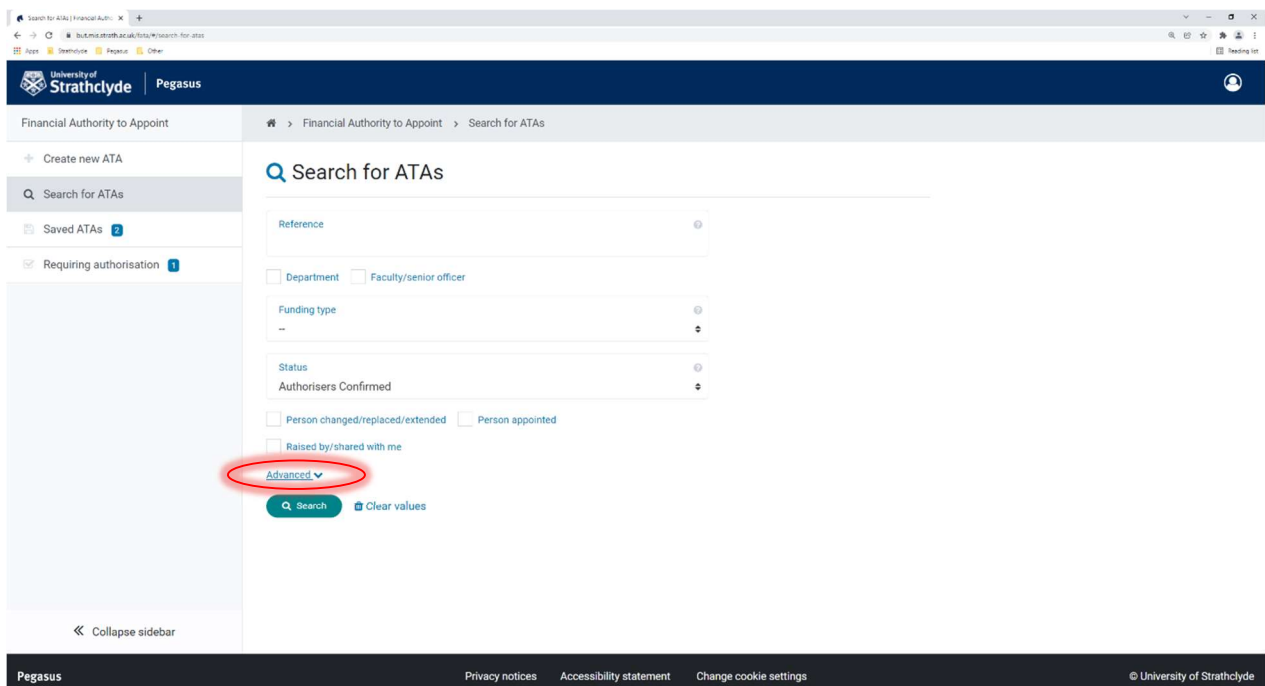 Search for ATAs | Financial Autho
but.mis.strath.ac.uk/fata/#/search-for-atas
Apps Strathclyde Pegasus Other
Reading list
University of
Strathclyde
Pegasus
Financial Authority to Appoint
Financial Authority to Appoint > Search for ATAs
Create new ATA
Search for ATAs
Saved ATAs 2
Requiring authorisation 1
Search for ATAs
Reference
Department Faculty/senior officer
Funding type
--
Status
Authorisers Confirmed
Person changed/replaced/extended Person appointed
Raised by/shared with me
Advanced
Search Clear values
Collapse sidebar
Pegasus Privacy notices Accessibility statement Change cookie settings © University of Strathclyde